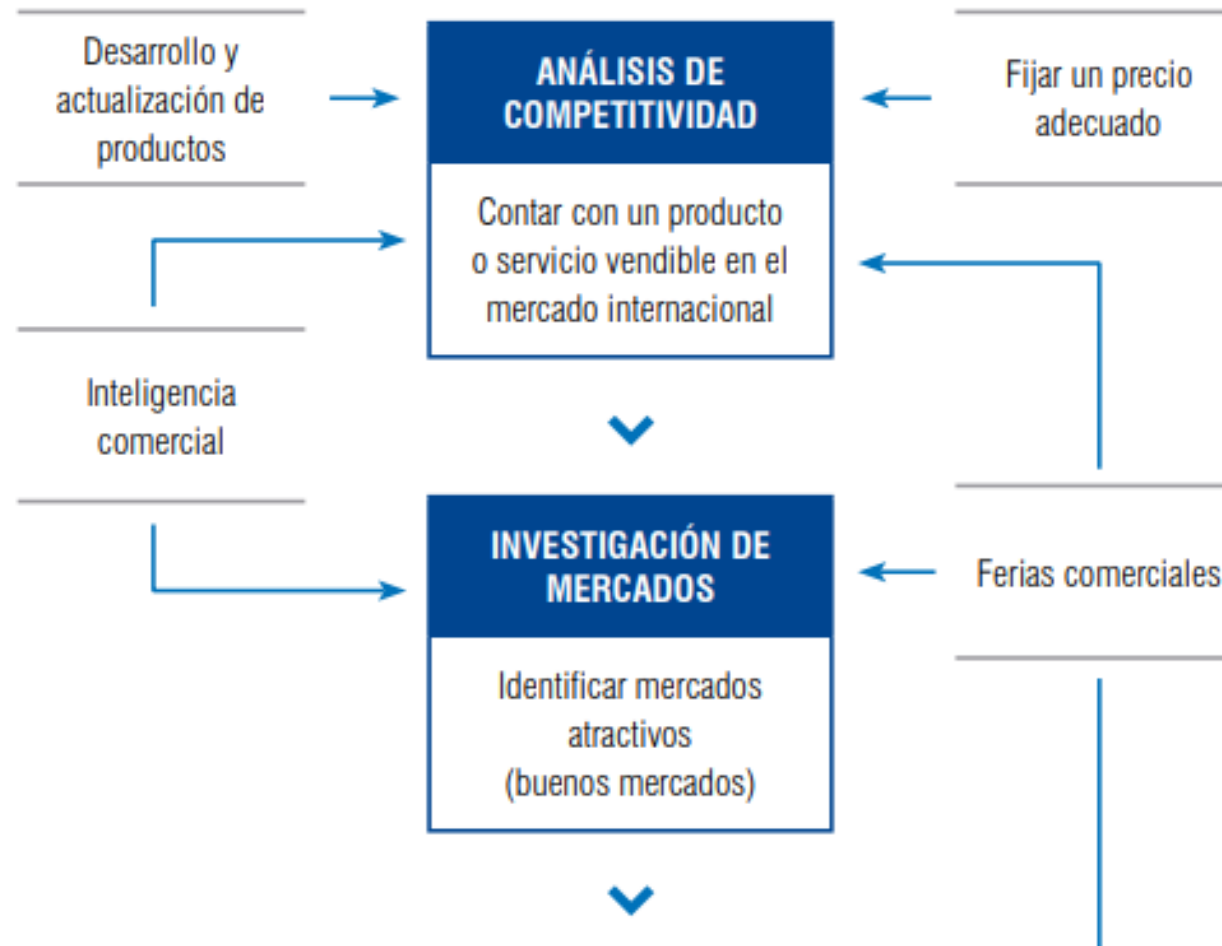 Desarrollo y
actualización de
productos
ANÁLISIS DE
COMPETITIVIDAD
Contar con un producto
o servicio vendible en el
mercado internacional
Fijar un precio
adecuado
Inteligencia
comercial
INVESTIGACIÓN DE
MERCADOS
Identificar mercados
atractivos
(buenos mercados)
Ferias comerciales